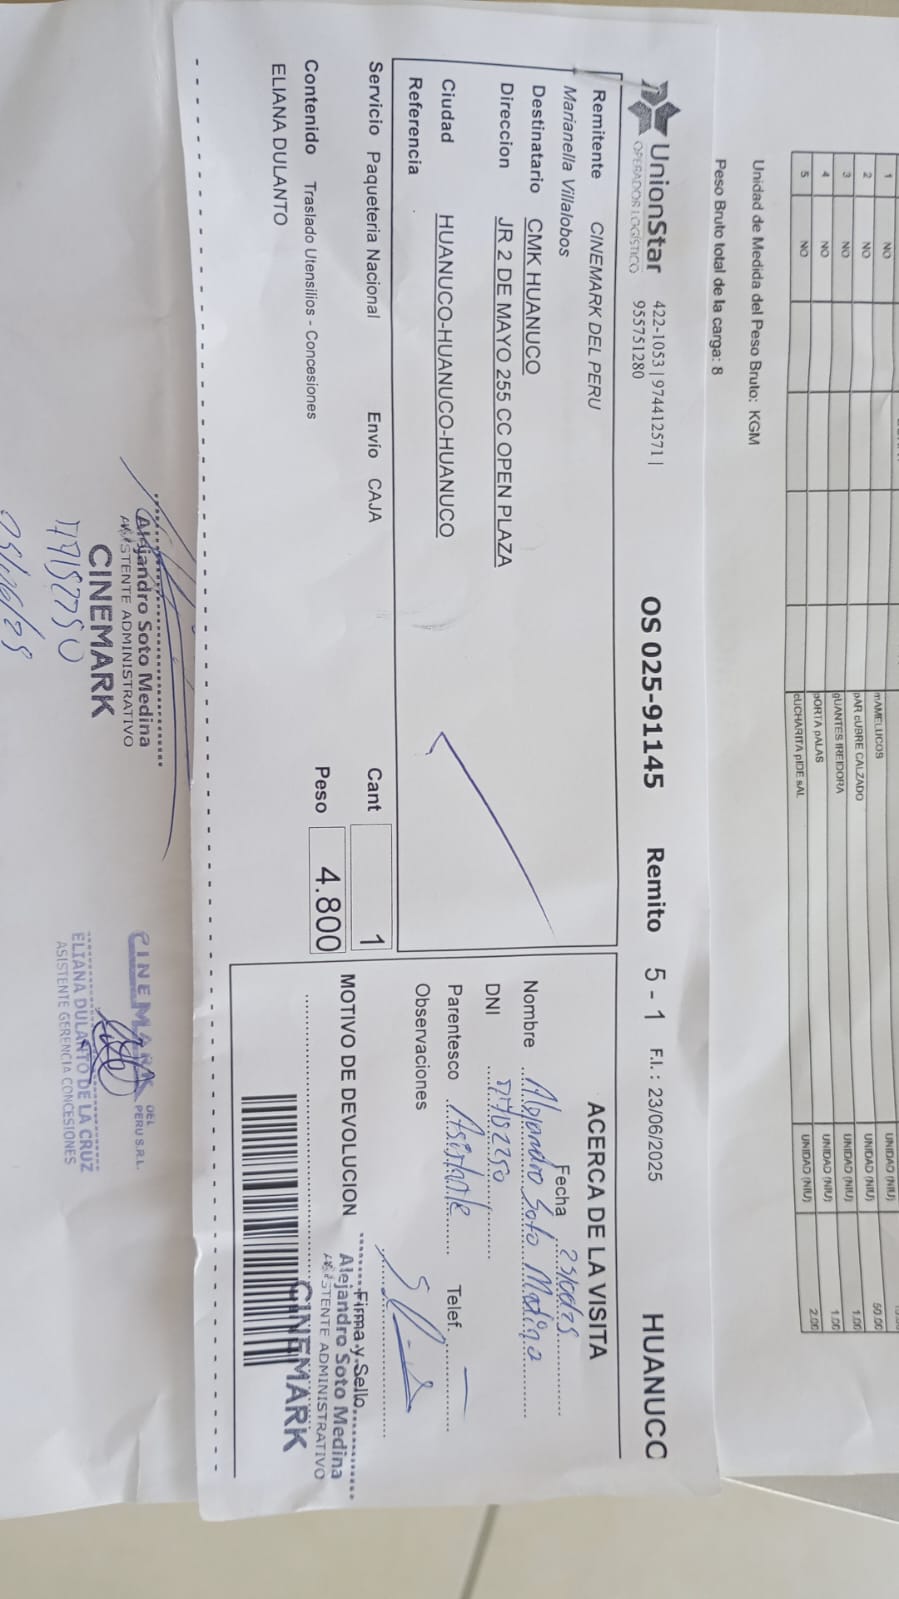 1 NO mAMELUCOS UNIDAD (NIU) 50.00
2 NO pAR cUBRE CALZADO UNIDAD (NIU) 1.00
3 NO gUANTES fREIDORA UNIDAD (NIU) 1.00
4 NO pORTA pALAS UNIDAD (NIU)
5 NO cUCHARITA pIDE sAL UNIDAD (NIU) 2.00
Unidad de Medida del Peso Bruto: KGM
Peso Bruto total de la carga: 8
UnionStar
OPERADOR LOGÍSTICO
422-1053 | 974412571 |
955751280
OS 025-91145 Remito 5 - 1 F.I. : 23/06/2025 HUANUCC
Remitente CINEMARK DEL PERU
Marianella Villalobos
Destinatario CMK HUANUCO
Direccion JR 2 DE MAYO 255 CC OPEN PLAZA
Ciudad HUANUCO-HUANUCO-HUANUCO
Referencia
Servicio Paqueteria Nacional Envío CAJA Cant 1
Contenido Traslado Utensilios - Concesiones Peso 4.800
ELIANA DULANTO
ACERCA DE LA VISITA
Fecha
Nombre Alejandro Soto Medina
DNI
Parentesco Asistente Telef. —
Observaciones
MOTIVO DE DEVOLUCION
Firma y Sello
Alejandro Soto Medina
ASISTENTE ADMINISTRATIVO
CINEMARK
Alejandro Soto Medina
ASISTENTE ADMINISTRATIVO
CINEMARK
CINEMARK DEL
PERU S.R.L.
ELIANA DULANTO DE LA CRUZ
ASISTENTE GERENCIA CONCESIONES